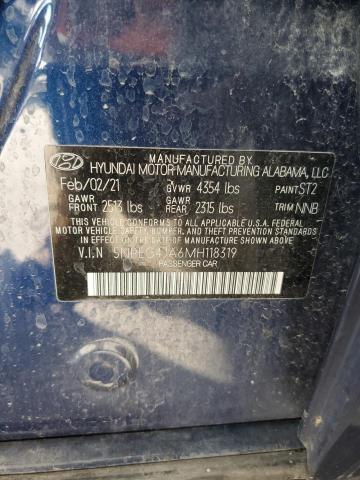 MANUFACTURED BY
HYUNDAI MOTOR MANUFACTURING ALABAMA, LLC
Feb/02/21 GVWR 4354 lbs PAINT ST2
GAWR FRONT 2513 lbs GAWR REAR 2315 lbs TRIM NNB
THIS VEHICLE CONFORMS TO ALL APPLICABLE U.S.A. FEDERAL
MOTOR VEHICLE SAFETY, BUMPER, AND THEFT PREVENTION STANDARDS
IN EFFECT ON THE DATE OF MANUFACTURE SHOWN ABOVE.
V.I.N 5NPEG4JA6MH118319
PASSENGER CAR